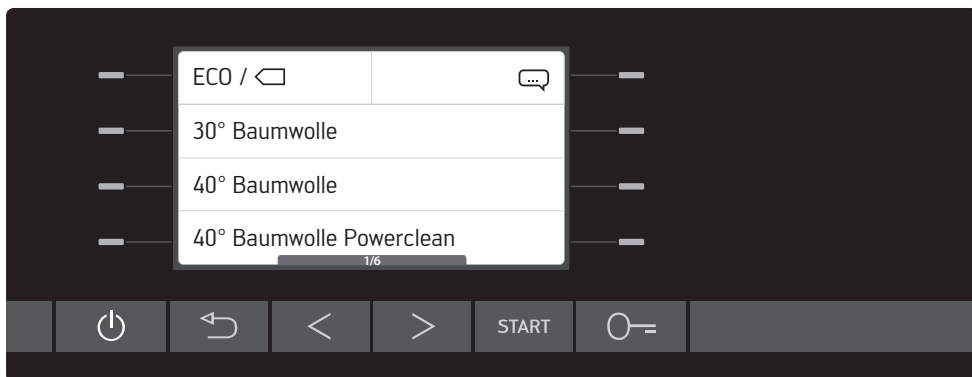 ECO /
...
30° Baumwolle
40° Baumwolle
40° Baumwolle Powerclean
1/6
< > START